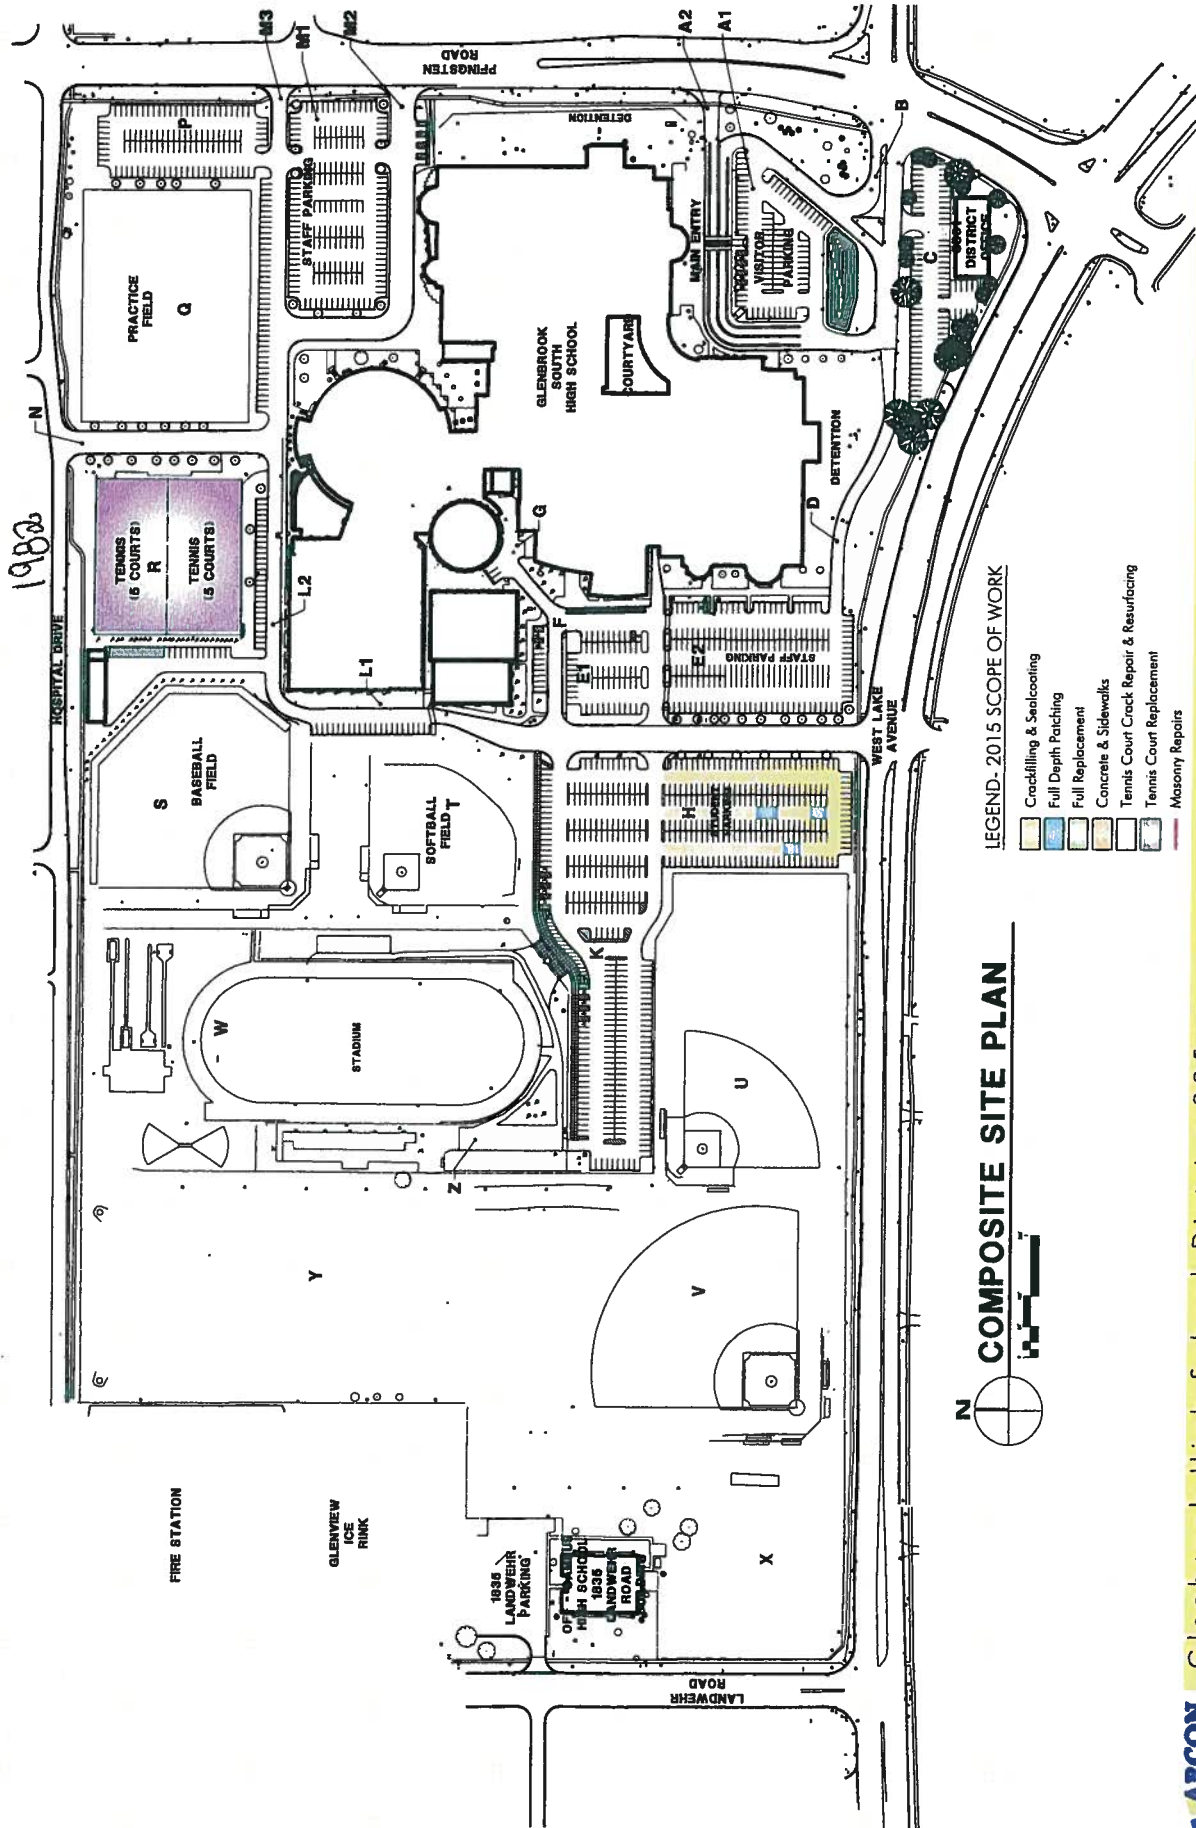 1982
HOSPITAL DRIVE
N
M3
M1
M2
PFINGSTEN
ROAD
A2
A1
B
P
PRACTICE
FIELD
Q
STAFF PARKING
DETENTION
MAIN ENTRY
VISITOR
PARKING
C
DISTRICT
OFFICE
GLENBROOK
SOUTH
HIGH SCHOOL
COURTYARD
DETENTION
D
G
TENNIS
(5 COURTS)
R
TENNIS
(5 COURTS)
L2
L1
F
E1
E2
STAFF PARKING
WEST LAKE
AVENUE
S
BASEBALL
FIELD
SOFTBALL
FIELD T
H
STUDENT
PARKING
K
W
STADIUM
U
Z
Y
V
X
FIRE STATION
GLENVIEW
ICE
RINK
1835
LANDWEHR
PARKING
HIGH SCHOOL
1835
LANDWEHR
ROAD
LANDWEHR
ROAD
N
COMPOSITE SITE PLAN
LEGEND- 2015 SCOPE OF WORK
Crackfilling & Sealcoating
Full Depth Patching
Full Replacement
Concrete & Sidewalks
Tennis Court Crack Repair & Resurfacing
Tennis Court Replacement
Masonry Repairs
ARCON